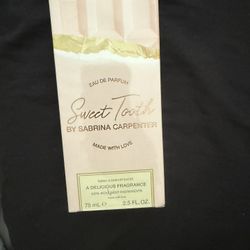 EAU DE PARFUM
Sweet Tooth
BY SABRINA CARPENTER
MADE WITH LOVE
A DELICIOUS FRAGRANCE
75 mL ℮ 2.5 FL. OZ.